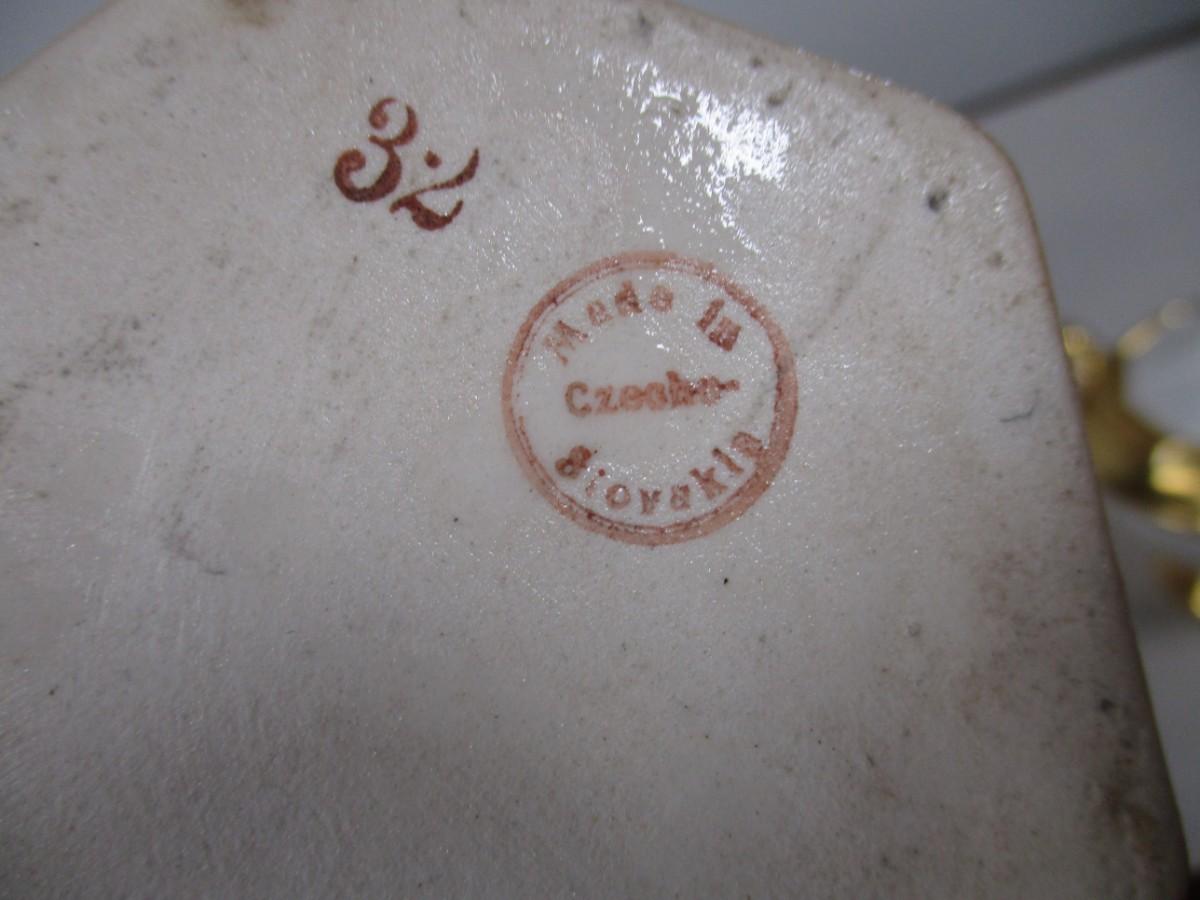 32
Made in
Czecho-
Slovakia